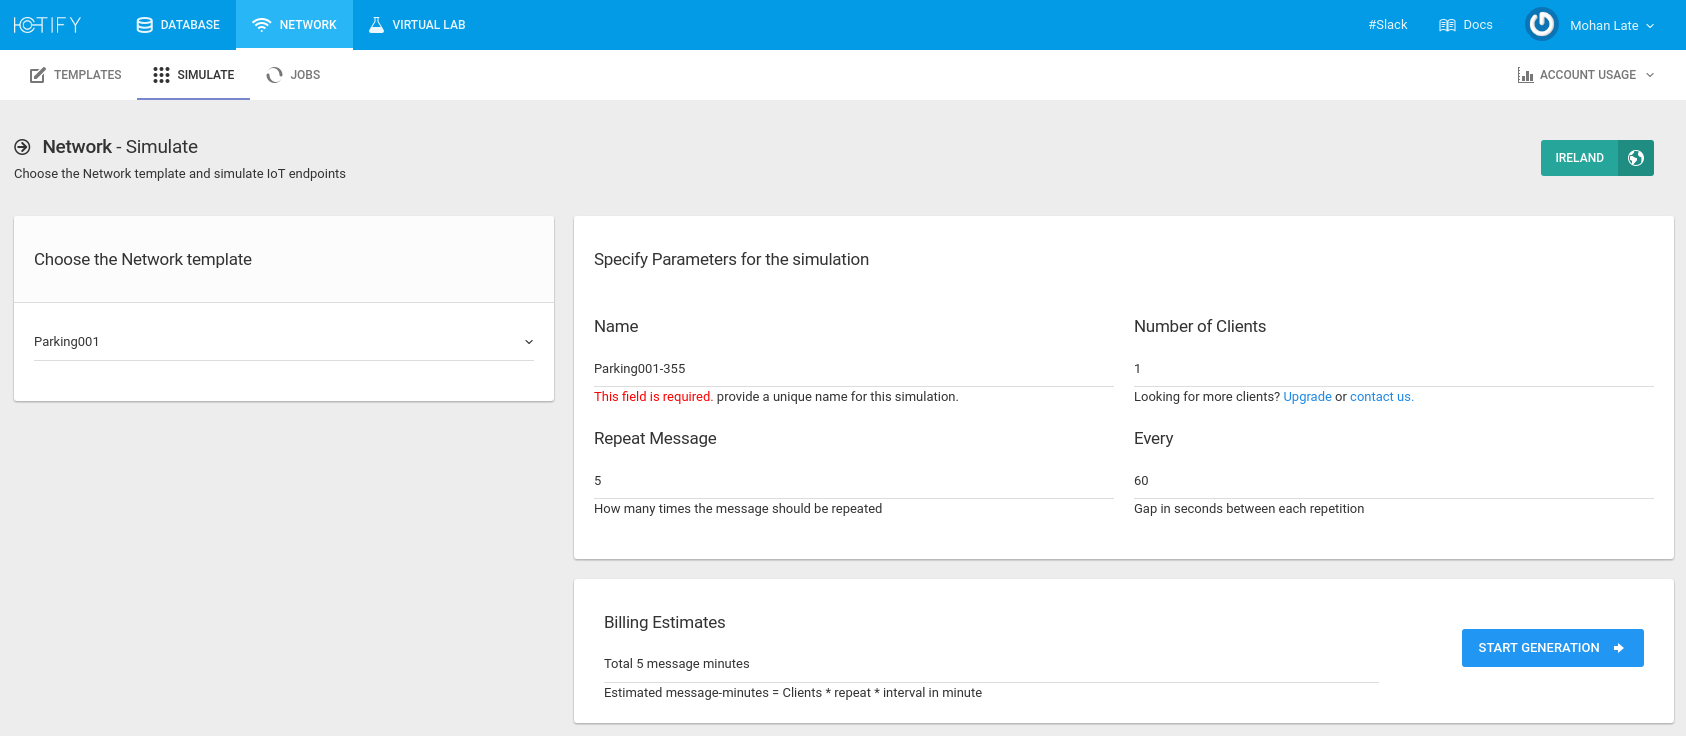 IOTIFY
DATABASE
NETWORK
VIRTUAL LAB
#Slack
Docs
Mohan Late
TEMPLATES
SIMULATE
JOBS
ACCOUNT USAGE
Network - Simulate
Choose the Network template and simulate IoT endpoints
IRELAND
Choose the Network template
Parking001
Specify Parameters for the simulation
Name
Number of Clients
Parking001-355
1
This field is required. provide a unique name for this simulation.
Looking for more clients? Upgrade or contact us.
Repeat Message
Every
5
60
How many times the message should be repeated
Gap in seconds between each repetition
Billing Estimates
Total 5 message minutes
Estimated message-minutes = Clients * repeat * interval in minute
START GENERATION